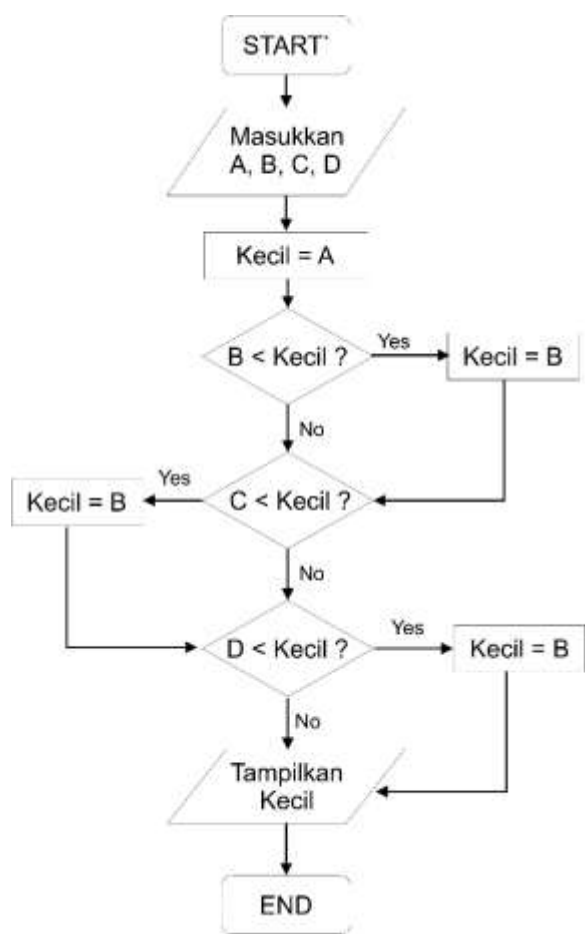 START'
Masukkan
A, B, C, D
Kecil = A
B < Kecil ?
Yes
Kecil = B
No
Kecil = B
Yes
C < Kecil ?
No
D < Kecil ?
Yes
Kecil = B
No
Tampilkan
Kecil
END